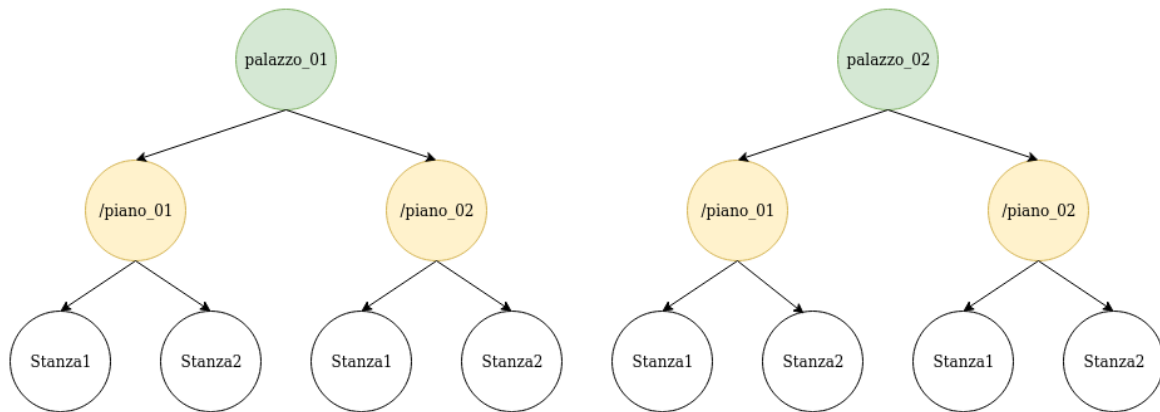 palazzo_01
palazzo_02
/piano_01
/piano_02
/piano_01
/piano_02
Stanza1
Stanza2
Stanza1
Stanza2
Stanza1
Stanza2
Stanza1
Stanza2